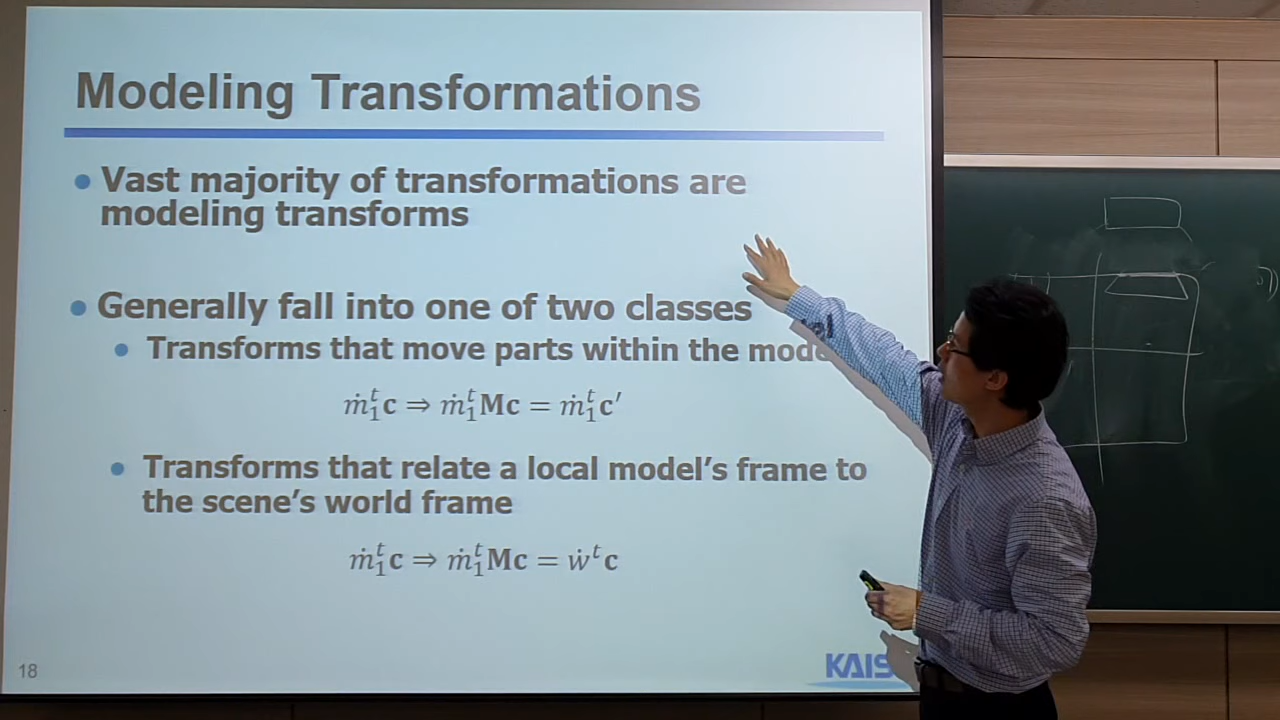 Modeling Transformations
Vast majority of transformations are
modeling transforms
Generally fall into one of two classes
Transforms that move parts within the model
ṁ₁ᵗc ⇒ ṁ₁ᵗMc = ṁ₁ᵗc′
Transforms that relate a local model's frame to
the scene's world frame
ṁ₁ᵗc ⇒ ṁ₁ᵗMc = ẇᵗc
18
KAIS